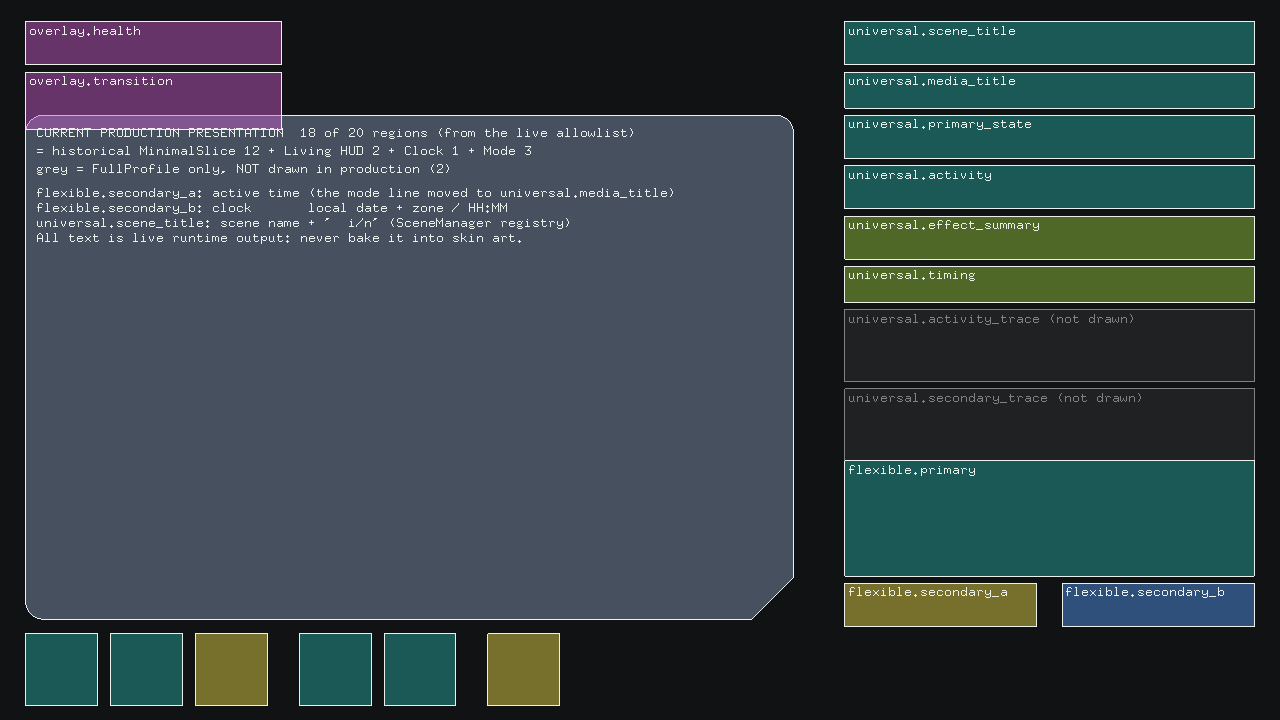 overlay.health
overlay.transition
CURRENT PRODUCTION PRESENTATION  18 of 20 regions (from the live allowlist)
= historical MinimalSlice 12 + Living HUD 2 + Clock 1 + Mode 3
grey = FullProfile only, NOT drawn in production (2)
flexible.secondary_a: active time (the mode line moved to universal.media_title)
flexible.secondary_b: clock       local date + zone / HH:MM
universal.scene_title: scene name + "  i/n" (SceneManager registry)
All text is live runtime output: never bake it into skin art.
universal.scene_title
universal.media_title
universal.primary_state
universal.activity
universal.effect_summary
universal.timing
universal.activity_trace (not drawn)
universal.secondary_trace (not drawn)
flexible.primary
flexible.secondary_a
flexible.secondary_b